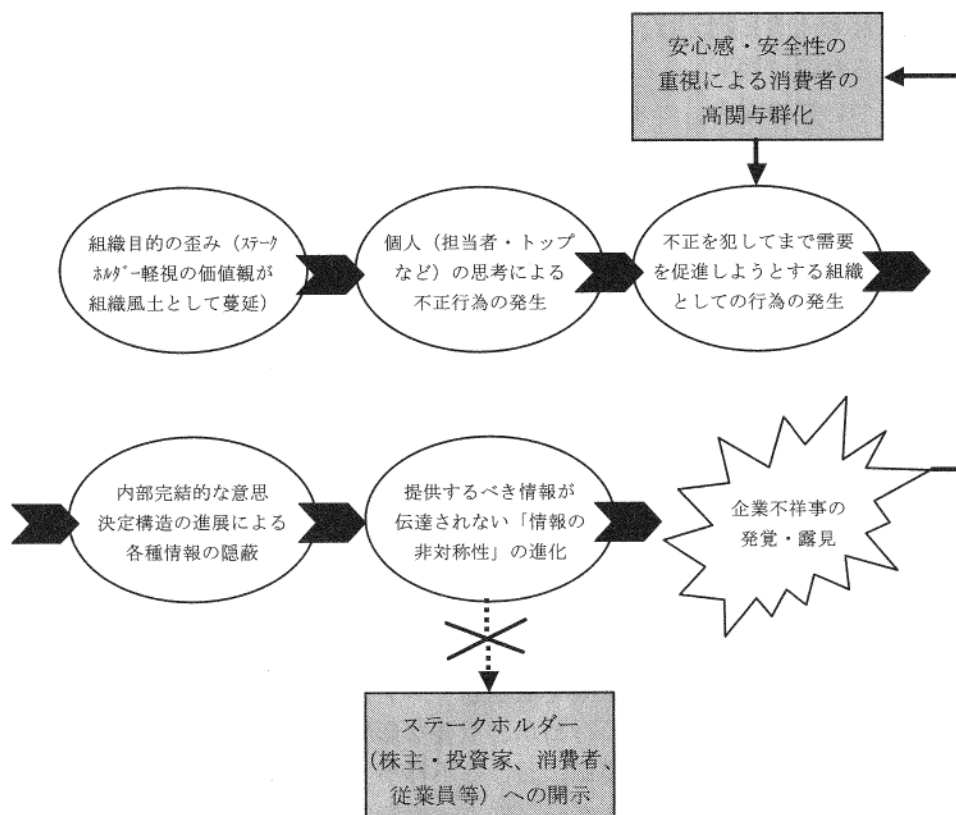 安心感・安全性の
重視による消費者の
高関与群化
組織目的の歪み（ｽﾃｰｸ
ﾎﾙﾀﾞｰ軽視の価値観が
組織風土として蔓延）
個人（担当者・トップ
など）の思考による
不正行為の発生
不正を犯してまで需要
を促進しようとする組織
としての行為の発生
内部完結的な意思
決定構造の進展による
各種情報の隠蔽
提供するべき情報が
伝達されない「情報の
非対称性」の進化
企業不祥事の
発覚・露見
ステークホルダー
（株主・投資家、消費者、
従業員等）への開示